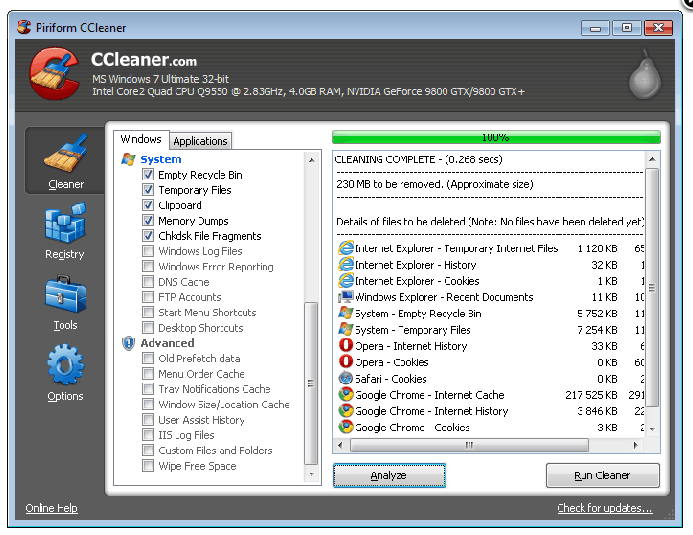 Piriform CCleaner
CCleaner.com
MS Windows 7 Ultimate 32-bit
Intel Core2 Quad CPU Q9550 @ 2.83GHz, 4.0GB RAM, NVIDIA GeForce 9800 GTX/9800 GTX+
Cleaner
Registry
Tools
Options
Windows
Applications
System
Empty Recycle Bin
Temporary Files
Clipboard
Memory Dumps
Chkdsk File Fragments
Windows Log Files
Windows Error Reporting
DNS Cache
FTP Accounts
Start Menu Shortcuts
Desktop Shortcuts
Advanced
Old Prefetch data
Menu Order Cache
Tray Notifications Cache
Window Size/Location Cache
User Assist History
IIS Log Files
Custom Files and Folders
Wipe Free Space
100%
CLEANING COMPLETE - (0.268 secs)
230 MB to be removed. (Approximate size)
Details of files to be deleted (Note: No files have been deleted yet)
Internet Explorer - Temporary Internet Files 1 120 KB 65
Internet Explorer - History 32 KB 1
Internet Explorer - Cookies 1 KB 1
Windows Explorer - Recent Documents 11 KB 10
System - Empty Recycle Bin 5 752 KB 11
System - Temporary Files 7 254 KB 11
Opera - Internet History 33 KB 6
Opera - Cookies 0 KB 60
Safari - Cookies 0 KB 2
Google Chrome - Internet Cache 217 525 KB 291
Google Chrome - Internet History 3 846 KB 22
Google Chrome - Cookies 3 KB 2
Analyze
Run Cleaner
Online Help
Check for updates...